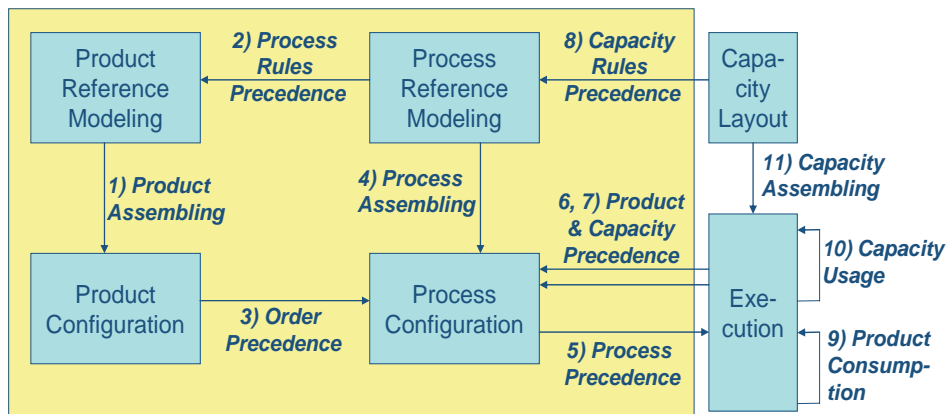 Product
Reference
Modeling
2) Process
Rules
Precedence
Process
Reference
Modeling
8) Capacity
Rules
Precedence
Capa-
city
Layout
1) Product
Assembling
4) Process
Assembling
11) Capacity
Assembling
6, 7) Product
& Capacity
Precedence
10) Capacity
Usage
Product
Configuration
3) Order
Precedence
Process
Configuration
5) Process
Precedence
Exe-
cution
9) Product
Consump-
tion